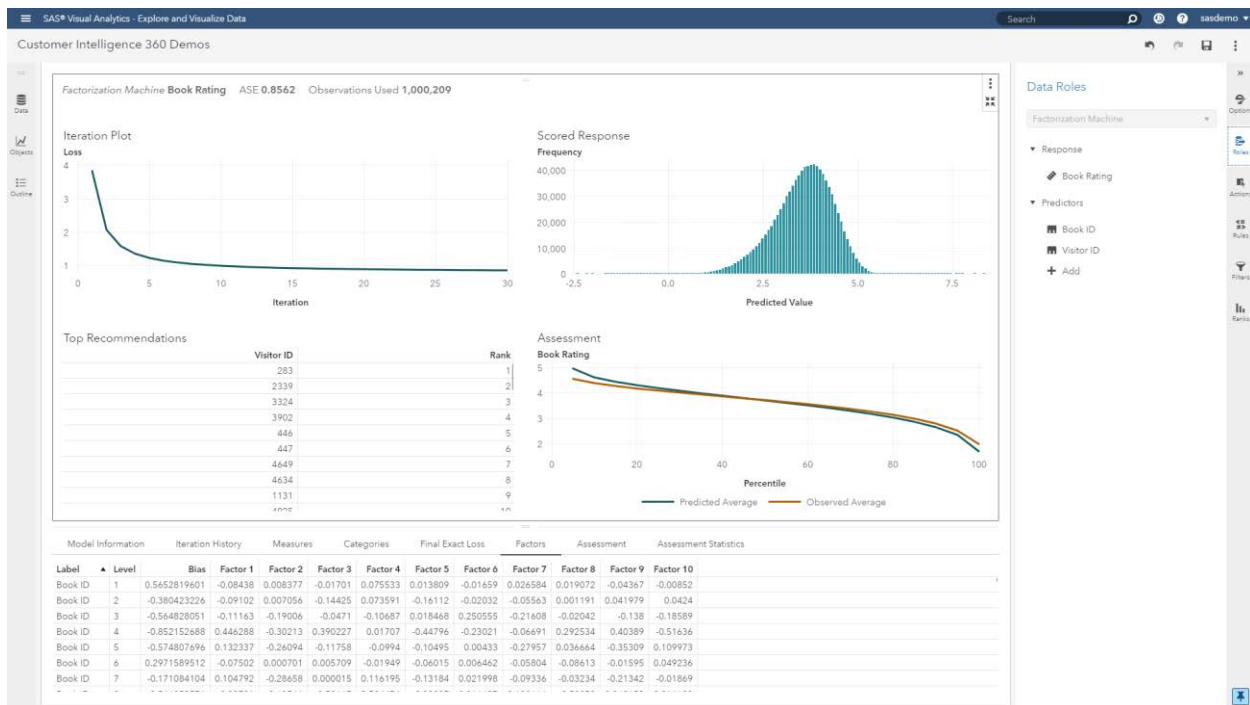 SAS® Visual Analytics - Explore and Visualize Data
Search
sasdemo
Customer Intelligence 360 Demos
Data
Objects
Outline
Factorization Machine Book Rating ASE 0.8562 Observations Used 1,000,209
Iteration Plot
Loss
4
3
2
1
0 5 10 15 20 25 30
Iteration
Scored Response
Frequency
40,000
30,000
20,000
10,000
0
-2.5 0.0 2.5 5.0 7.5
Predicted Value
Top Recommendations
Visitor ID Rank
283 1
2339 2
3324 3
3902 4
446 5
447 6
4649 7
4634 8
1131 9
Assessment
Book Rating
5
4
3
2
0 20 40 60 80 100
Percentile
Predicted Average Observed Average
Model Information Iteration History Measures Categories Final Exact Loss Factors Assessment Assessment Statistics
Label Level Bias Factor 1 Factor 2 Factor 3 Factor 4 Factor 5 Factor 6 Factor 7 Factor 8 Factor 9 Factor 10
Book ID 1 0.5652819601 -0.08438 0.008377 -0.01701 0.075533 0.013809 -0.01659 0.026584 0.019072 -0.04367 -0.00852
Book ID 2 -0.380423226 -0.09102 0.007056 -0.14425 0.073591 -0.16112 -0.02032 -0.05563 0.001191 0.041979 0.0424
Book ID 3 -0.564828051 -0.11163 -0.19006 -0.0471 -0.10687 0.018468 0.250555 -0.21608 -0.02042 -0.138 -0.18589
Book ID 4 -0.852152688 0.446288 -0.30213 0.390227 0.01707 -0.44796 -0.23021 -0.06691 0.292534 0.40389 -0.51636
Book ID 5 -0.574807696 0.132337 -0.26094 -0.11758 -0.0994 -0.10495 0.00433 -0.27957 0.036664 -0.35309 0.109973
Book ID 6 0.2971589512 -0.07502 0.000701 0.005709 -0.01949 -0.06015 0.006462 -0.05804 -0.08613 -0.01595 0.049236
Book ID 7 -0.171084104 0.104792 -0.28658 0.000015 0.116195 -0.13184 0.021998 -0.09336 -0.03234 -0.21342 -0.01869
Data Roles
Factorization Machine
Response
Book Rating
Predictors
Book ID
Visitor ID
Add
Option
Roles
Action
Rules
Filters
Ranks